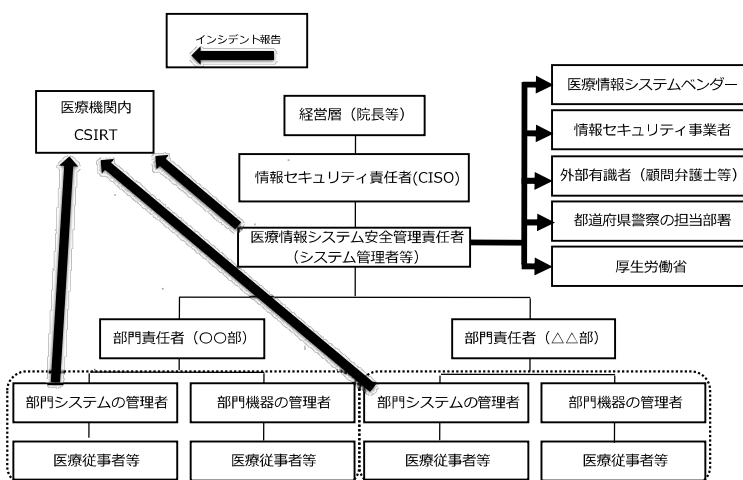 インシデント報告
医療機関内
CSIRT
経営層（院長等）
情報セキュリティ責任者(CISO)
医療情報システム安全管理責任者
（システム管理者等）
医療情報システムベンダー
情報セキュリティ事業者
外部有識者（顧問弁護士等）
都道府県警察の担当部署
厚生労働省
部門責任者（〇〇部）
部門責任者（△△部）
部門システムの管理者
部門機器の管理者
部門システムの管理者
部門機器の管理者
医療従事者等
医療従事者等
医療従事者等
医療従事者等